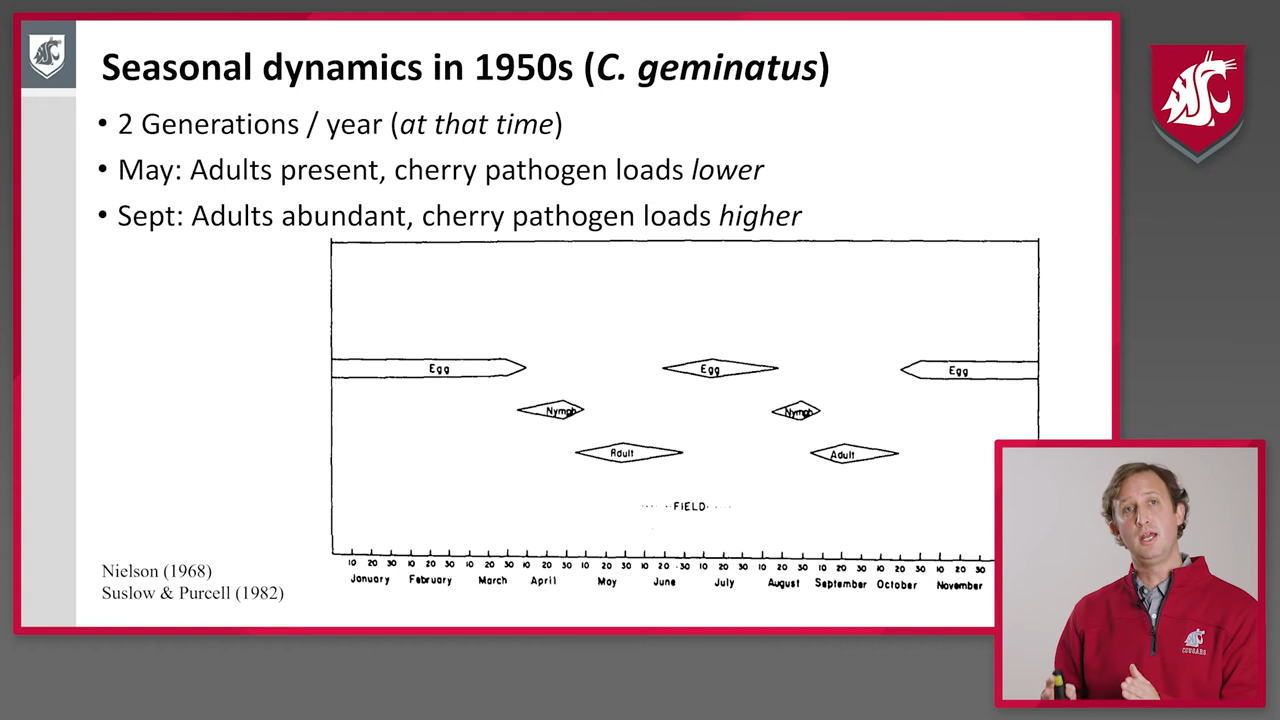 Seasonal dynamics in 1950s (C. geminatus)
• 2 Generations / year (at that time)
• May: Adults present, cherry pathogen loads lower
• Sept: Adults abundant, cherry pathogen loads higher
Egg Egg Egg
Nymph Nymph
Adult Adult
FIELD
10 20 30 10 20 30 10 20 30 10 20 30 10 20 30 10 20 30 10 20 30 10 20 30 10 20 30 10 20 30 10 20 30
January February March April May June July August September October November
Nielson (1968)
Suslow & Purcell (1982)
COUGARS